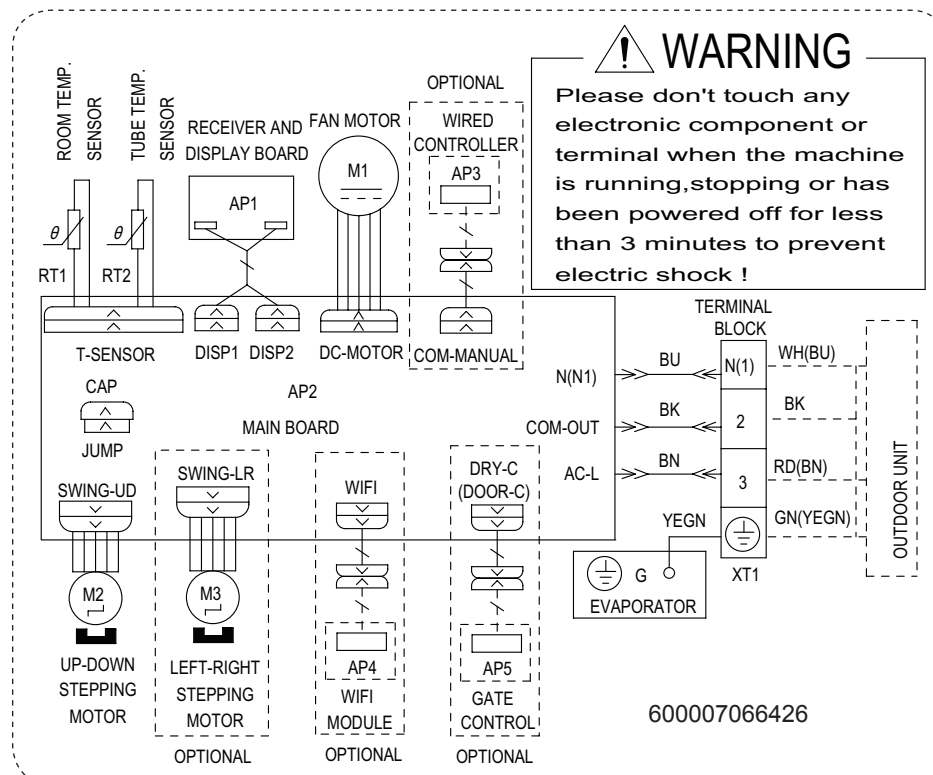 WARNING
Please don't touch any
electronic component or
terminal when the machine
is running,stopping or has
been powered off for less
than 3 minutes to prevent
electric shock !
ROOM TEMP.
SENSOR
TUBE TEMP.
SENSOR
RECEIVER AND
DISPLAY BOARD
FAN MOTOR
OPTIONAL
WIRED
CONTROLLER
AP1
M1
AP3
θ
θ
RT1
RT2
T-SENSOR
DISP1
DISP2
DC-MOTOR
COM-MANUAL
CAP
JUMP
AP2
MAIN BOARD
N(N1)
COM-OUT
AC-L
BU
BK
BN
YEGN
TERMINAL
BLOCK
N(1)
2
3
XT1
WH(BU)
BK
RD(BN)
GN(YEGN)
OUTDOOR UNIT
G
EVAPORATOR
SWING-UD
M2
UP-DOWN
STEPPING
MOTOR
SWING-LR
M3
LEFT-RIGHT
STEPPING
MOTOR
OPTIONAL
WIFI
AP4
WIFI
MODULE
OPTIONAL
DRY-C
(DOOR-C)
AP5
GATE
CONTROL
OPTIONAL
600007066426